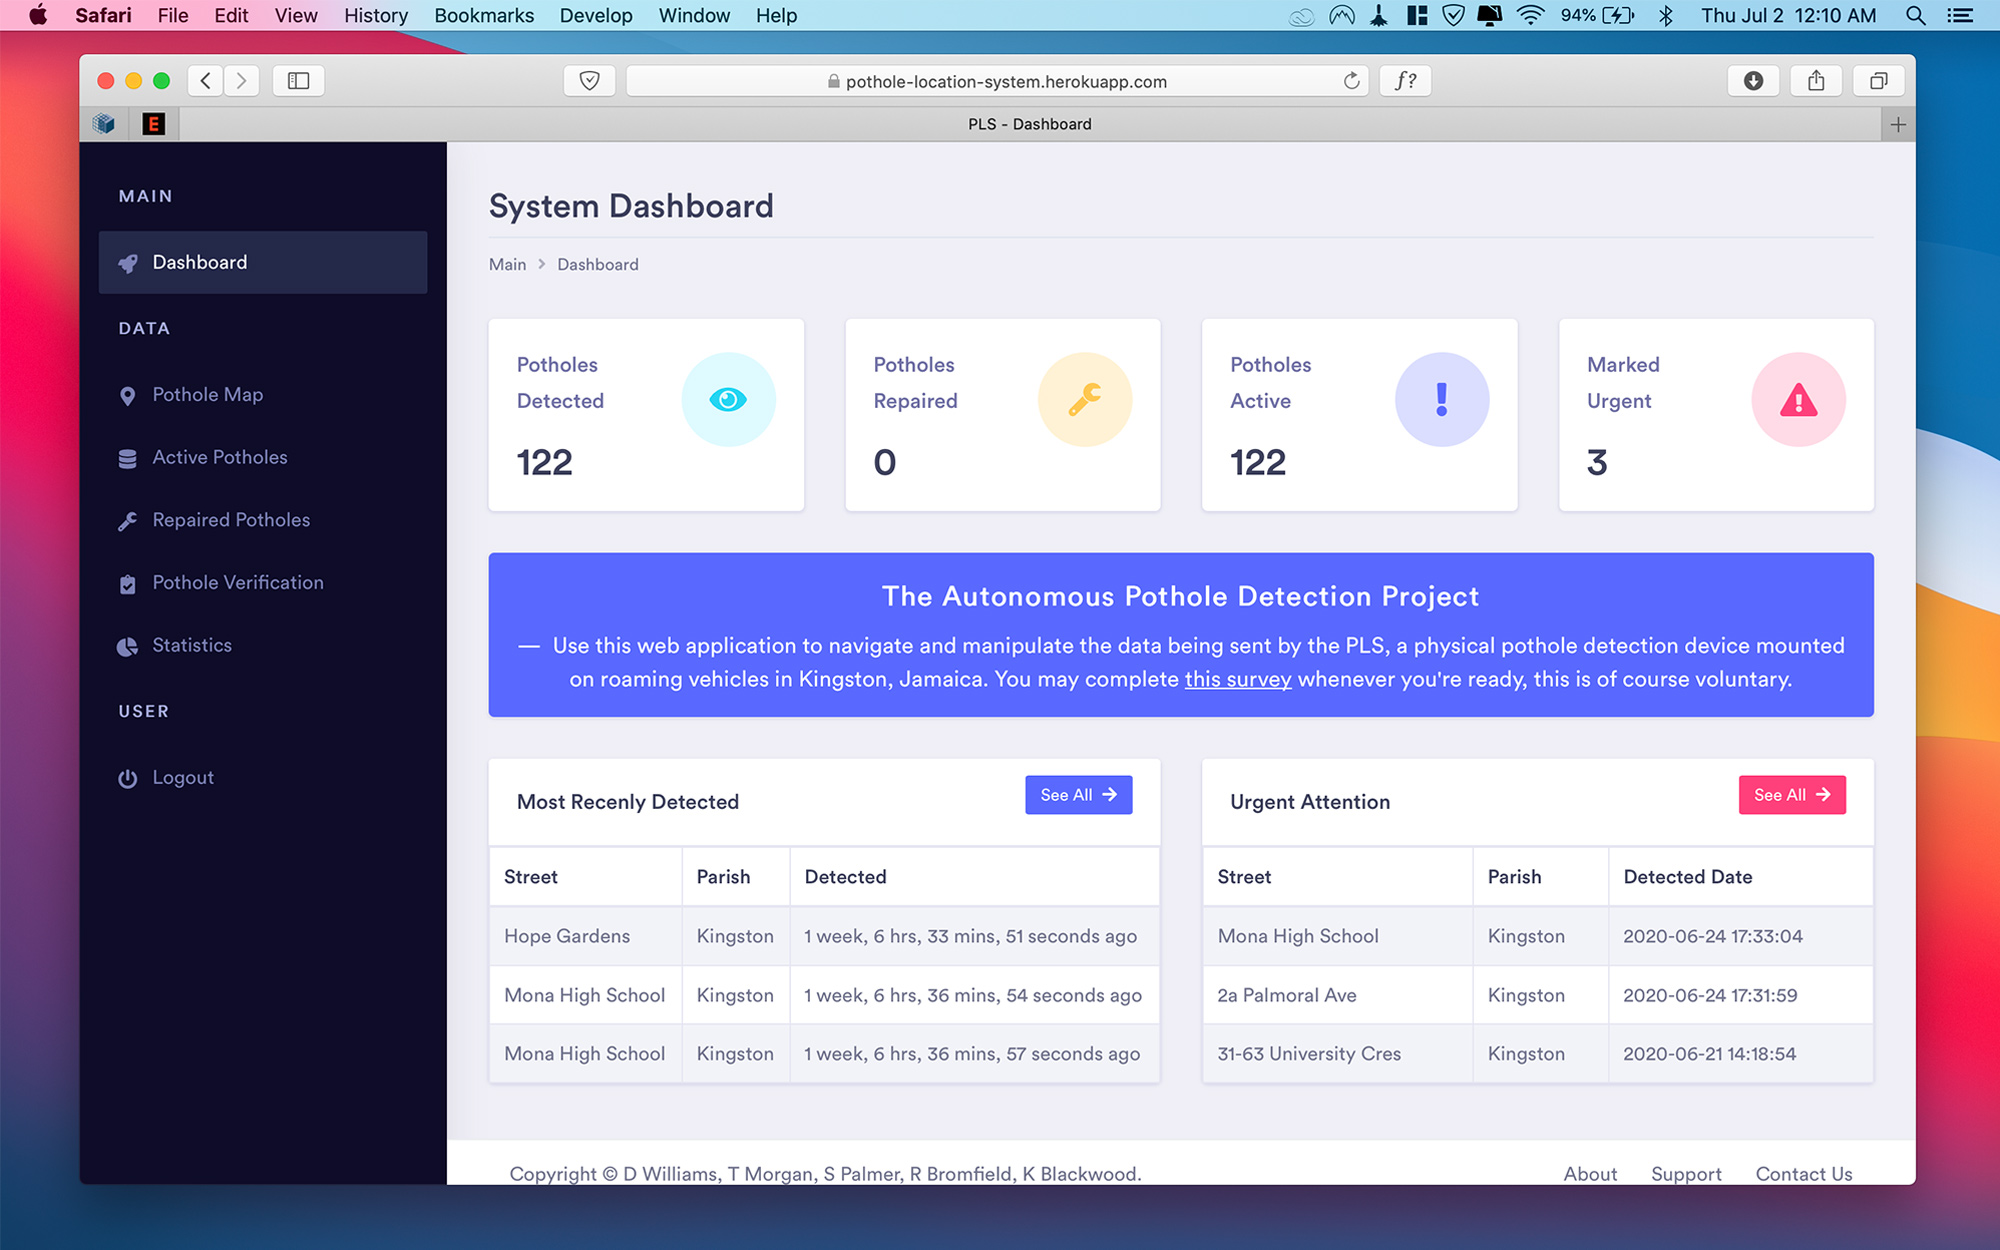 Safari File Edit View History Bookmarks Develop Window Help 94% Thu Jul 2 12:10 AM
pothole-location-system.herokuapp.com f?
E PLS - Dashboard
MAIN
Dashboard
DATA
Pothole Map
Active Potholes
Repaired Potholes
Pothole Verification
Statistics
USER
Logout
System Dashboard
Main > Dashboard
Potholes
Detected
122
Potholes
Repaired
0
Potholes
Active
122
Marked
Urgent
3
The Autonomous Pothole Detection Project
— Use this web application to navigate and manipulate the data being sent by the PLS, a physical pothole detection device mounted
on roaming vehicles in Kingston, Jamaica. You may complete this survey whenever you're ready, this is of course voluntary.
Most Recenly Detected See All →
Street Parish Detected
Hope Gardens Kingston 1 week, 6 hrs, 33 mins, 51 seconds ago
Mona High School Kingston 1 week, 6 hrs, 36 mins, 54 seconds ago
Mona High School Kingston 1 week, 6 hrs, 36 mins, 57 seconds ago
Urgent Attention See All →
Street Parish Detected Date
Mona High School Kingston 2020-06-24 17:33:04
2a Palmoral Ave Kingston 2020-06-24 17:31:59
31-63 University Cres Kingston 2020-06-21 14:18:54
Copyright © D Williams, T Morgan, S Palmer, R Bromfield, K Blackwood. About Support Contact Us